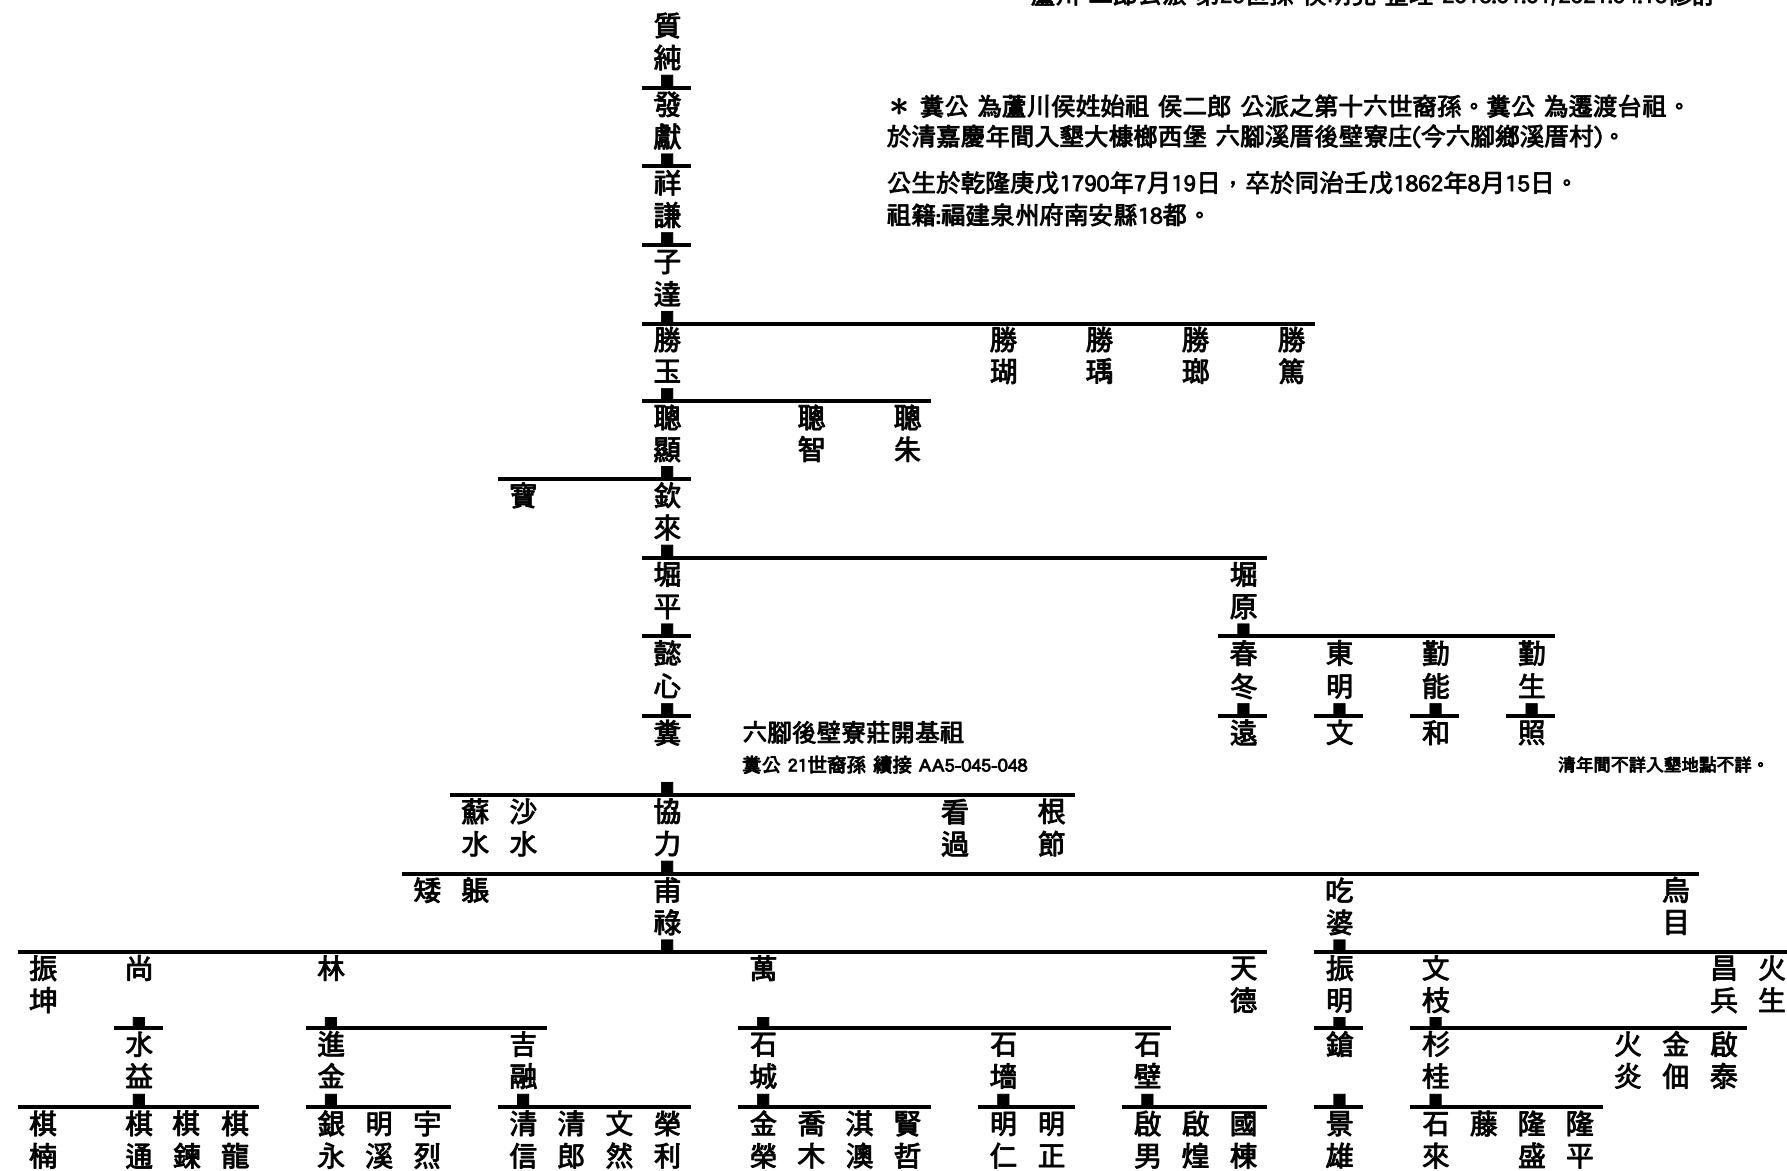 質純
發獻
＊ 糞公 為蘆川侯姓始祖 侯二郎 公派之第十六世裔孫。糞公 為遷渡台祖。
於清嘉慶年間入墾大槺榔西堡 六腳溪厝後壁寮庄(今六腳鄉溪厝村)。
祥謙
公生於乾隆庚戊1790年7月19日，卒於同治壬戊1862年8月15日。
祖籍:福建泉州府南安縣18都。
子達
勝玉 勝瑚 勝瑀 勝瑯 勝篤
聰顯 聰智 聰朱
寶 欽來
堀平 堀原
懿心 春冬 東明 勤能 勤生
糞 六腳後壁寮莊開基祖 遠 文 和 照
糞公 21世裔孫 續接 AA5-045-048 清年間不詳入墾地點不詳。
蘇水 沙水 協力 看過 根節
矮 賬 甫祿 吃婆 烏目
振坤 尚 林 萬 天德 振明 文枝 昌兵 火生
水益 進金 吉融 石城 石墻 石壁 鎗 杉桂 火炎 金佃 啟泰
棋楠 棋通 棋鍊 棋龍 銀永 明溪 宇烈 清信 清郎 文然 榮利 金榮 喬木 淇澳 賢哲 明仁 明正 啟男 啟煌 國棟 景雄 石來 藤 隆盛 隆平